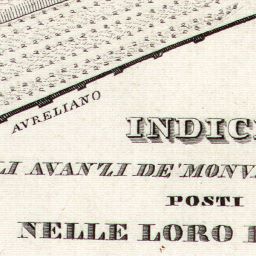 AVRELIANO
INDIC
LI AVANZI DE' MONV
POSTI
NELLE LORO